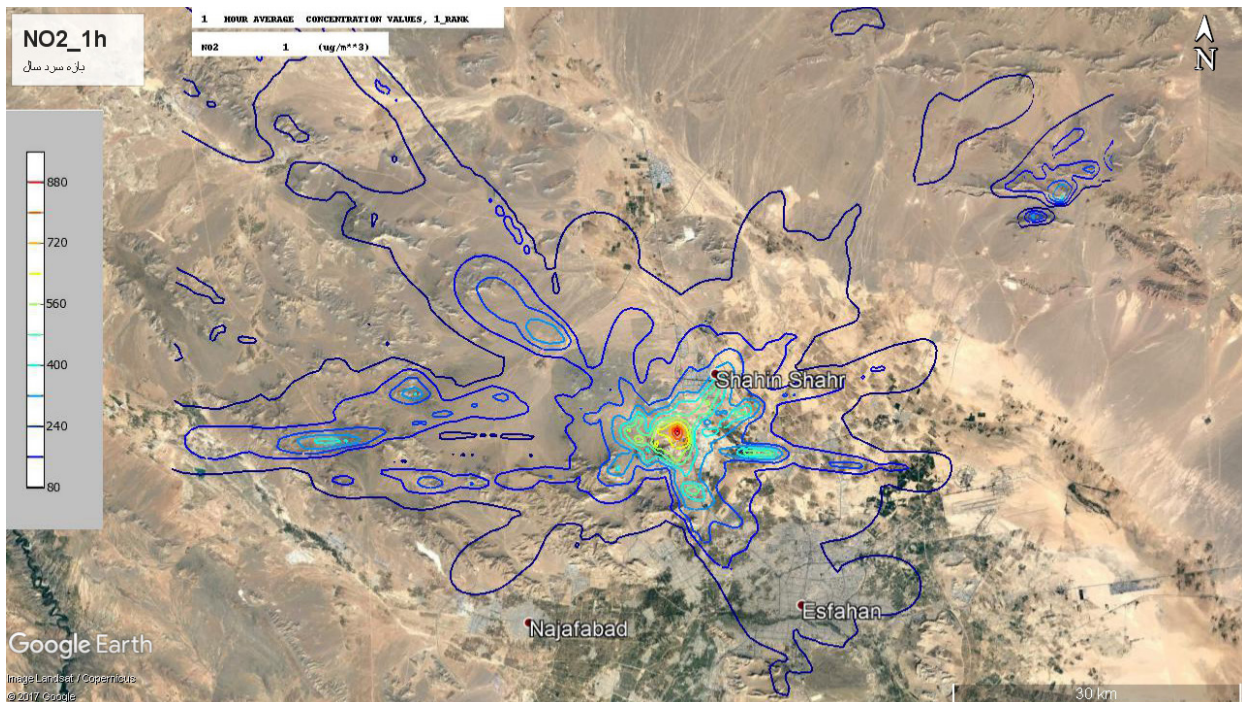 1 HOUR AVERAGE CONCENTRATION VALUES, 1_RANK
NO2 1 (ug/m**3)
NO2_1h
بازه سرد سال
N
880
720
560
400
240
80
Shahin Shahr
Esfahan
Najafabad
Google Earth
Image Landsat / Copernicus
© 2017 Google
30 km